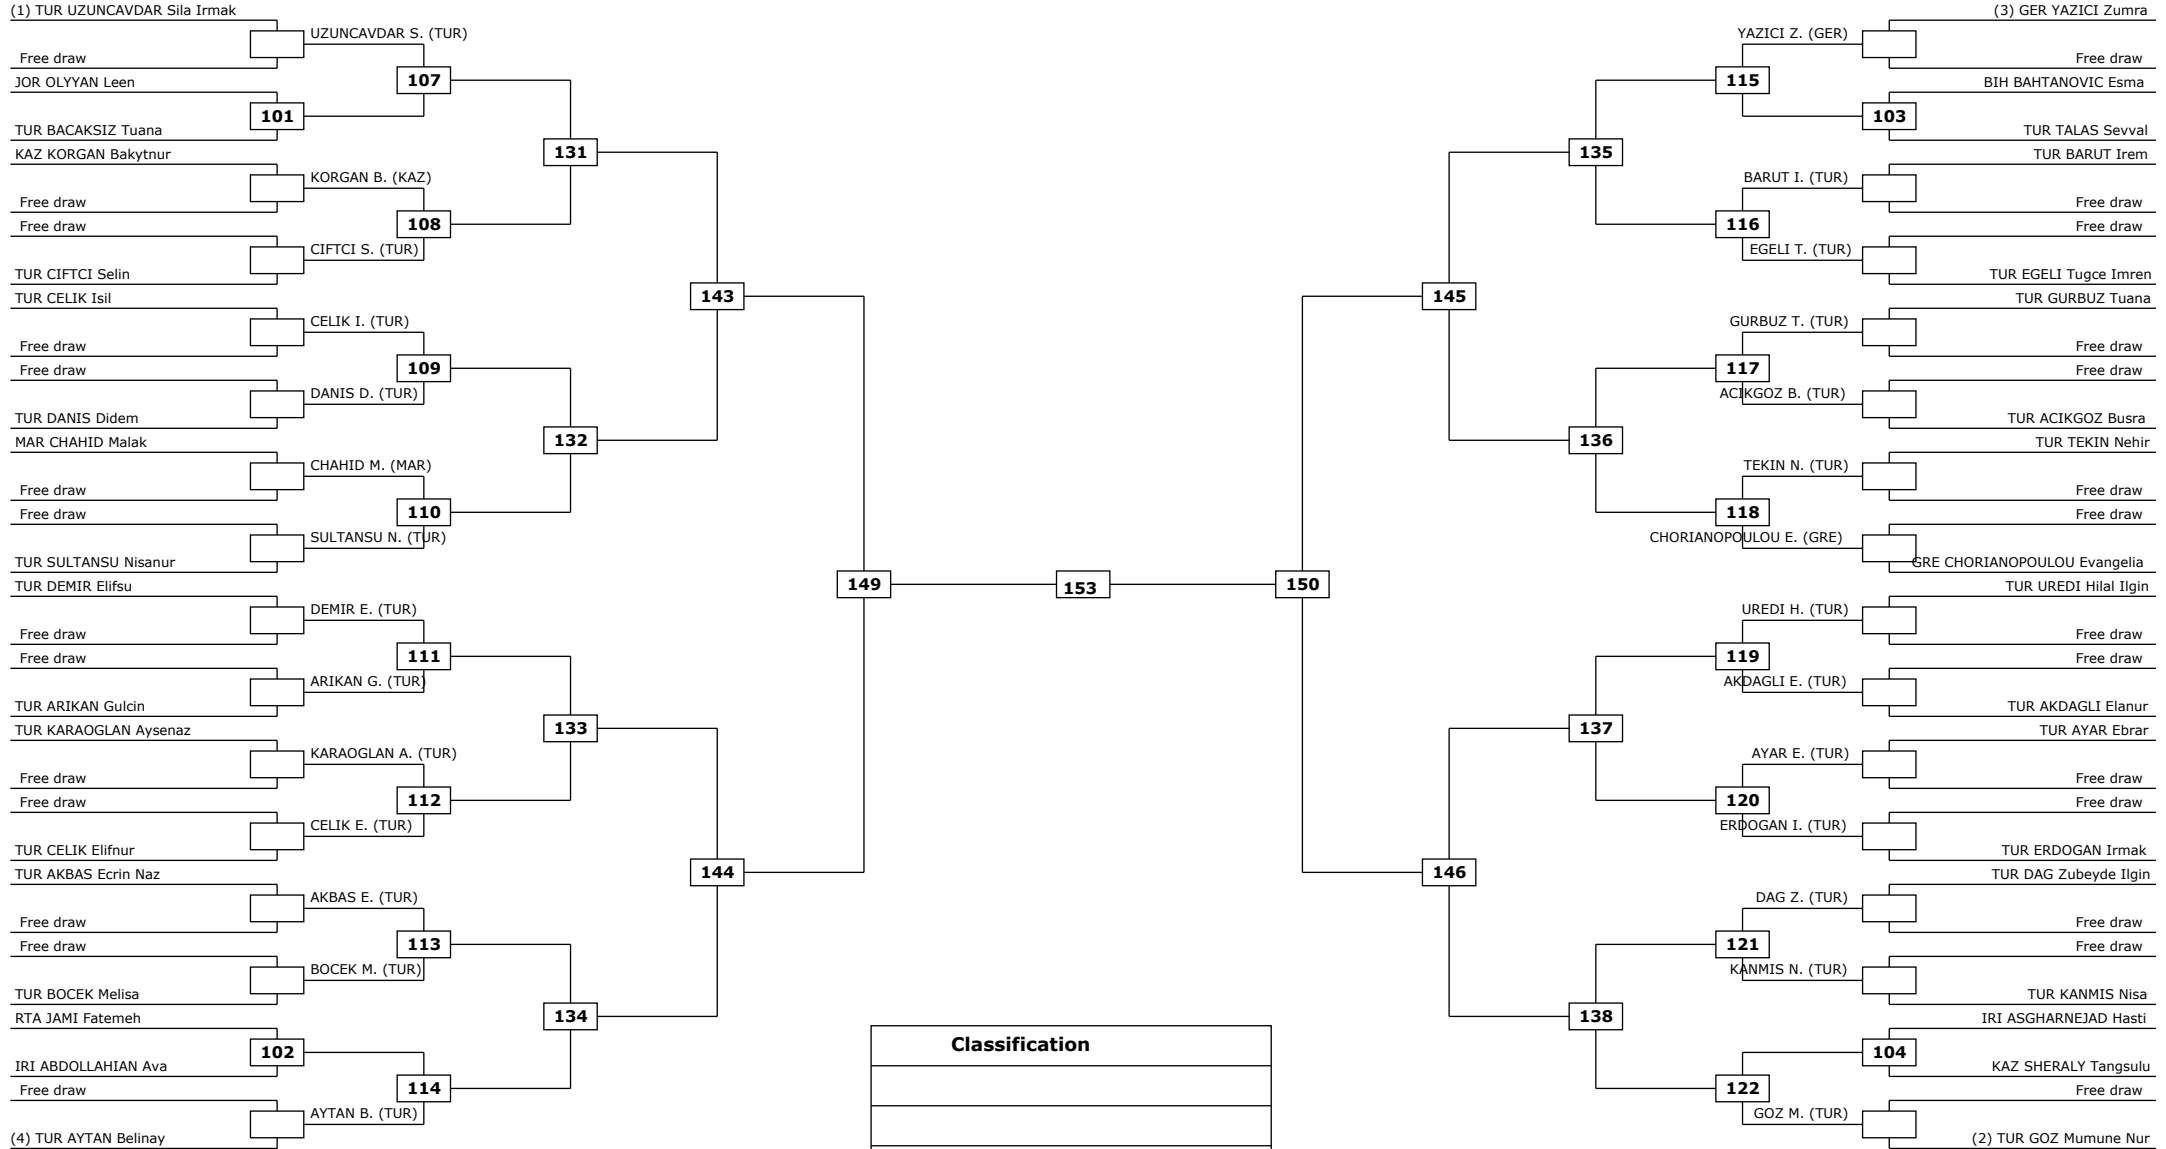 (1) TUR UZUNCAVDAR Sila Irmak
UZUNCAVDAR S. (TUR)
Free draw
107
JOR OLYYAN Leen
101
TUR BACAKSIZ Tuana
131
KAZ KORGAN Bakytnur
KORGAN B. (KAZ)
Free draw
108
Free draw
CIFTCI S. (TUR)
TUR CIFTCI Selin
143
TUR CELIK Isil
CELIK I. (TUR)
Free draw
109
Free draw
DANIS D. (TUR)
TUR DANIS Didem
132
MAR CHAHID Malak
CHAHID M. (MAR)
Free draw
110
Free draw
SULTANSU N. (TUR)
TUR SULTANSU Nisanur
149
TUR DEMIR Elifsu
DEMIR E. (TUR)
Free draw
111
Free draw
ARIKAN G. (TUR)
TUR ARIKAN Gulcin
133
TUR KARAOGLAN Aysenaz
KARAOGLAN A. (TUR)
Free draw
112
Free draw
CELIK E. (TUR)
TUR CELIK Elifnur
144
TUR AKBAS Ecrin Naz
AKBAS E. (TUR)
Free draw
113
Free draw
BOCEK M. (TUR)
TUR BOCEK Melisa
134
RTA JAMI Fatemeh
102
IRI ABDOLLAHIAN Ava
114
Free draw
AYTAN B. (TUR)
(4) TUR AYTAN Belinay
153
Classification
(3) GER YAZICI Zumra
YAZICI Z. (GER)
Free draw
115
BIH BAHTANOVIC Esma
103
TUR TALAS Sevval
135
TUR BARUT Irem
BARUT I. (TUR)
Free draw
116
Free draw
EGELI T. (TUR)
TUR EGELI Tugce Imren
145
TUR GURBUZ Tuana
GURBUZ T. (TUR)
Free draw
117
Free draw
ACIKGOZ B. (TUR)
TUR ACIKGOZ Busra
136
TUR TEKIN Nehir
TEKIN N. (TUR)
Free draw
118
Free draw
CHORIANOPOULOU E. (GRE)
GRE CHORIANOPOULOU Evangelia
150
TUR UREDI Hilal Ilgin
UREDI H. (TUR)
Free draw
119
Free draw
AKDAGLI E. (TUR)
TUR AKDAGLI Elanur
137
TUR AYAR Ebrar
AYAR E. (TUR)
Free draw
120
Free draw
ERDOGAN I. (TUR)
TUR ERDOGAN Irmak
146
TUR DAG Zubeyde Ilgin
DAG Z. (TUR)
Free draw
121
Free draw
KANMIS N. (TUR)
TUR KANMIS Nisa
138
IRI ASGHARNEJAD Hasti
104
KAZ SHERALY Tangsulu
122
Free draw
GOZ M. (TUR)
(2) TUR GOZ Mumune Nur